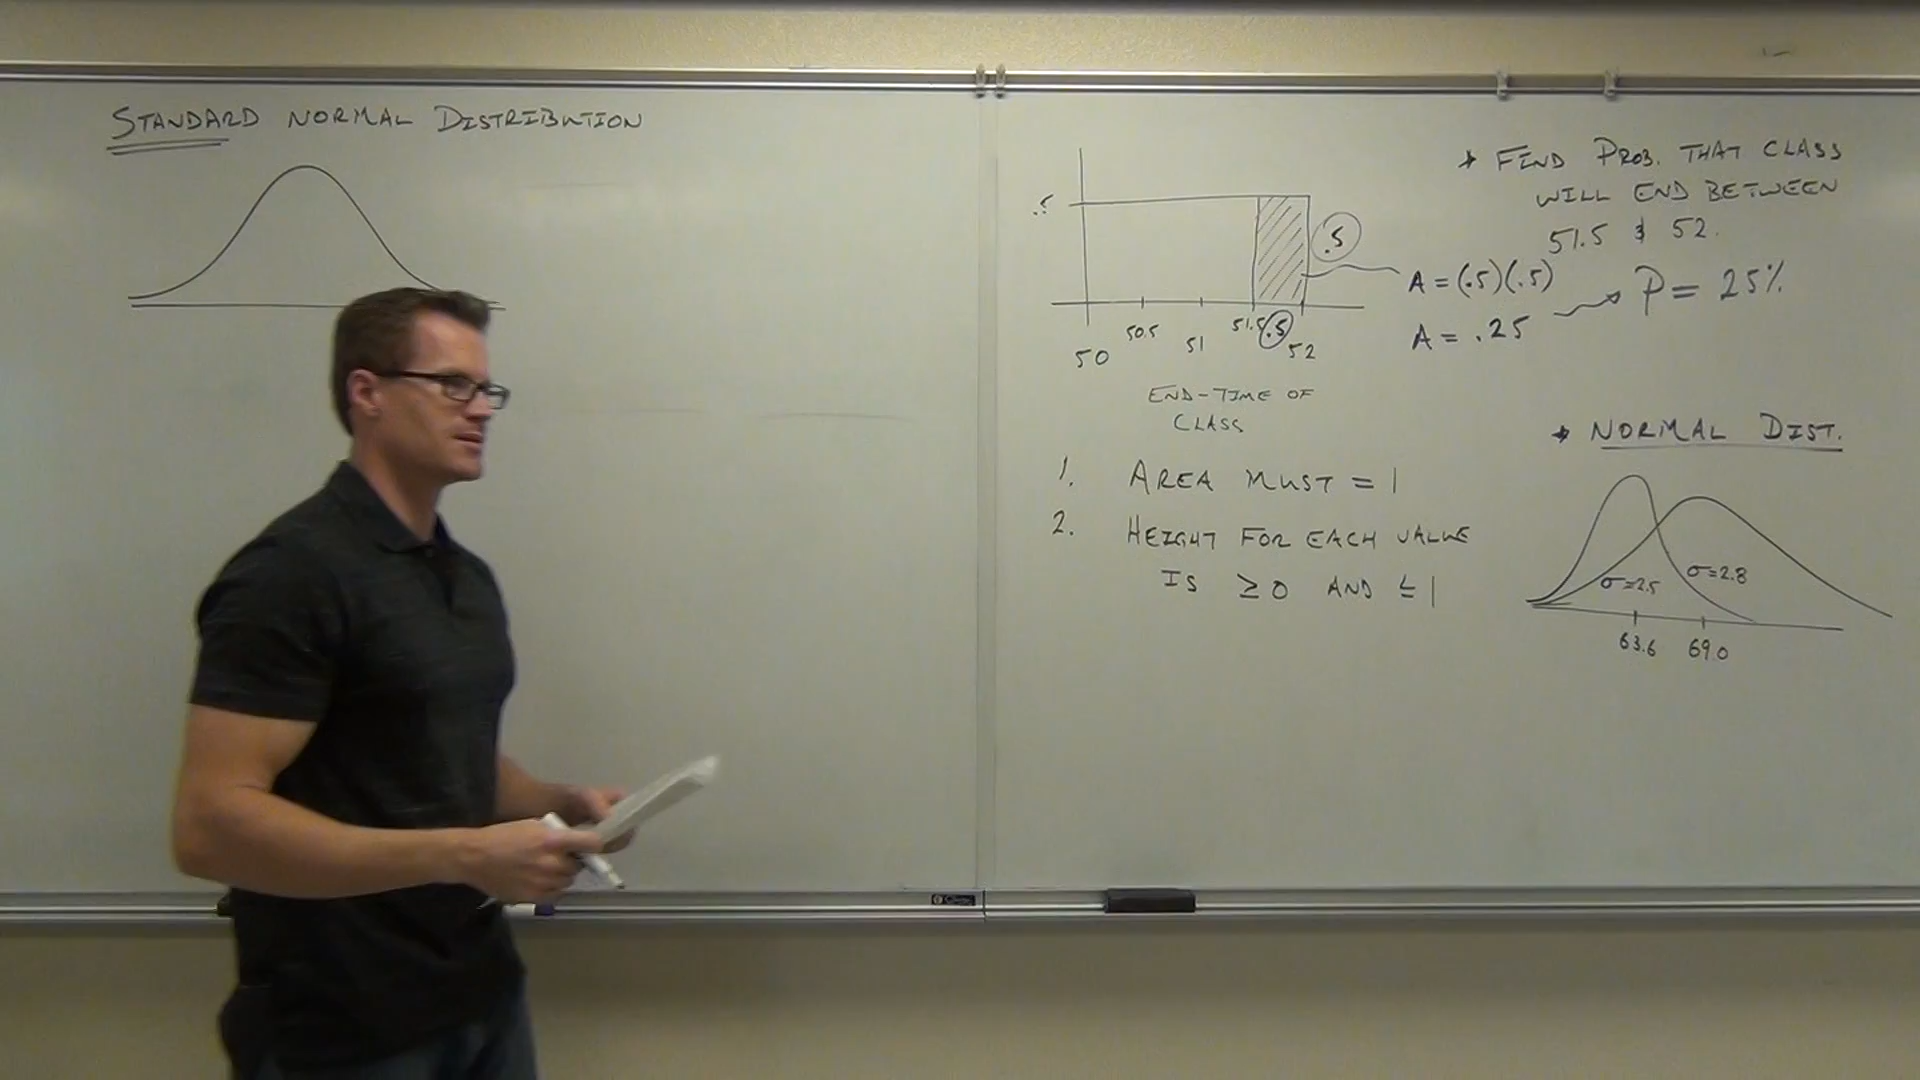 STANDARD NORMAL DISTRIBUTION
.5
.5
50
50.5
51
51.5
.5
52
END-TIME OF
CLASS
FIND PROB. THAT CLASS
WILL END BETWEEN
51.5 & 52.
A = (.5)(.5)
A = .25
P = 25%
1. AREA MUST = 1
2. HEIGHT FOR EACH VALUE
IS ≥ 0 AND ≤ 1
NORMAL DIST.
σ=2.5
σ=2.8
63.6
69.0